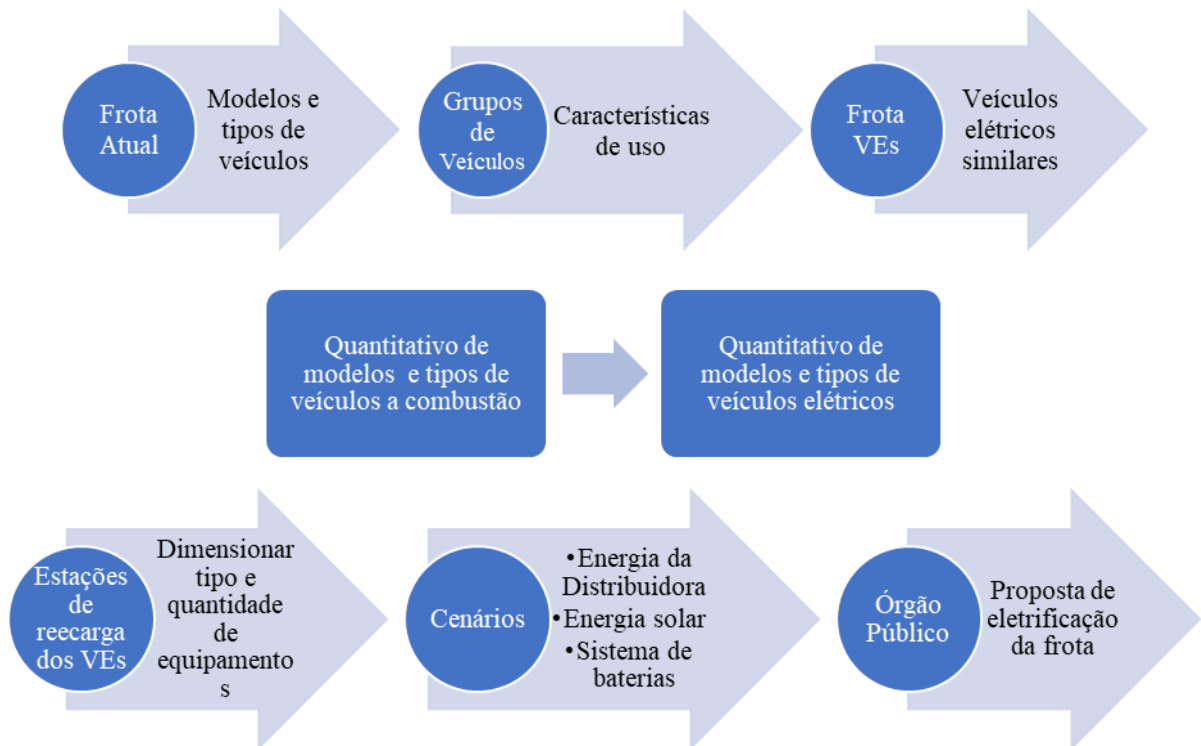 Frota
Atual
Modelos e
tipos de
veículos
Grupos
de
Veículos
Características
de uso
Frota
VEs
Veículos
elétricos
similares
Quantitativo de
modelos e tipos de
veículos a combustão
Quantitativo de
modelos e tipos de
veículos elétricos
Estações
de
reecarga
dos VEs
Dimensionar
tipo e
quantidade
de
equipamento
s
Cenários
•Energia da
Distribuidora
•Energia solar
•Sistema de
baterias
Órgão
Público
Proposta de
eletrificação
da frota